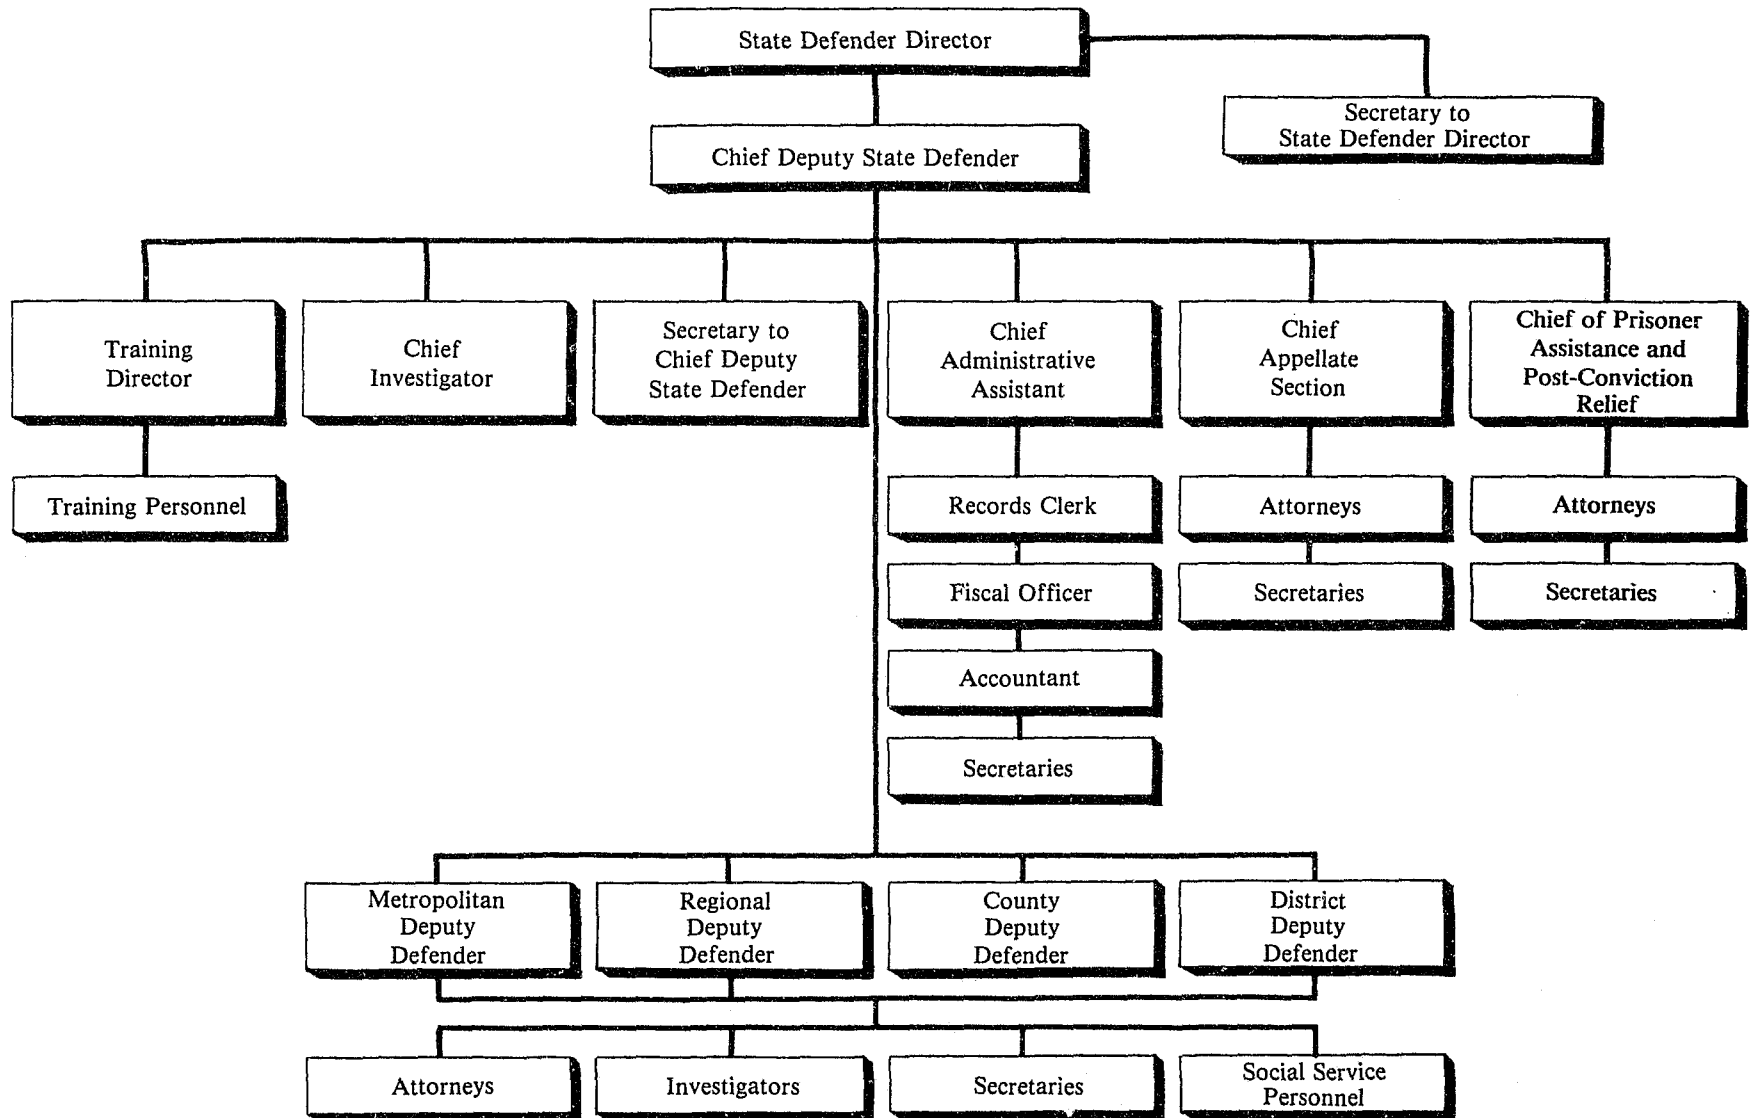 State Defender Director
Secretary to
State Defender Director
Chief Deputy State Defender
Training
Director
Chief
Investigator
Secretary to
Chief Deputy
State Defender
Chief
Administrative
Assistant
Chief
Appellate
Section
Chief of Prisoner
Assistance and
Post-Conviction
Relief
Training Personnel
Records Clerk
Attorneys
Attorneys
Fiscal Officer
Secretaries
Secretaries
Accountant
Secretaries
Metropolitan
Deputy
Defender
Regional
Deputy
Defender
County
Deputy
Defender
District
Deputy
Defender
Attorneys
Investigators
Secretaries
Social Service
Personnel